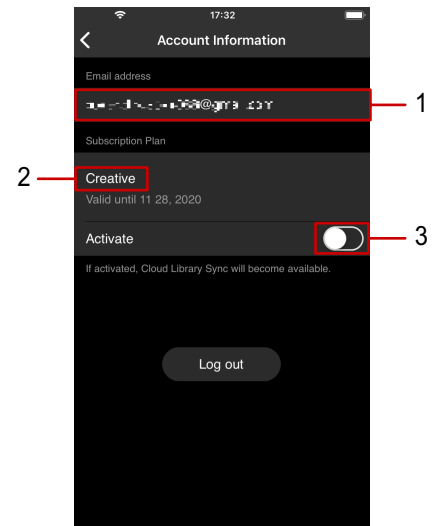 17:32
Account Information
Email address
1
Subscription Plan
2
Creative
Valid until 11 28, 2020
Activate
3
If activated, Cloud Library Sync will become available.
Log out